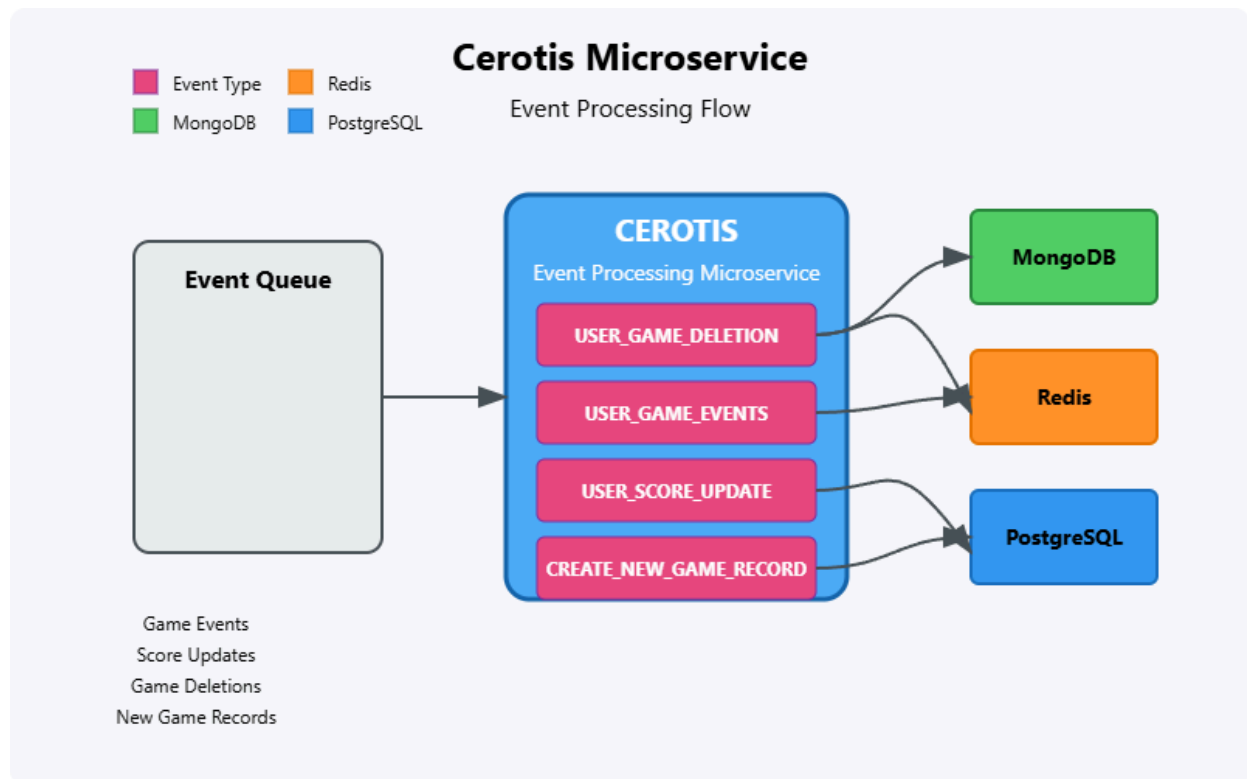 Cerotis Microservice
Event Processing Flow
Event Type
Redis
MongoDB
PostgreSQL
Event Queue
CEROTIS
Event Processing Microservice
USER_GAME_DELETION
USER_GAME_EVENTS
USER_SCORE_UPDATE
CREATE_NEW_GAME_RECORD
MongoDB
Redis
PostgreSQL
Game Events
Score Updates
Game Deletions
New Game Records